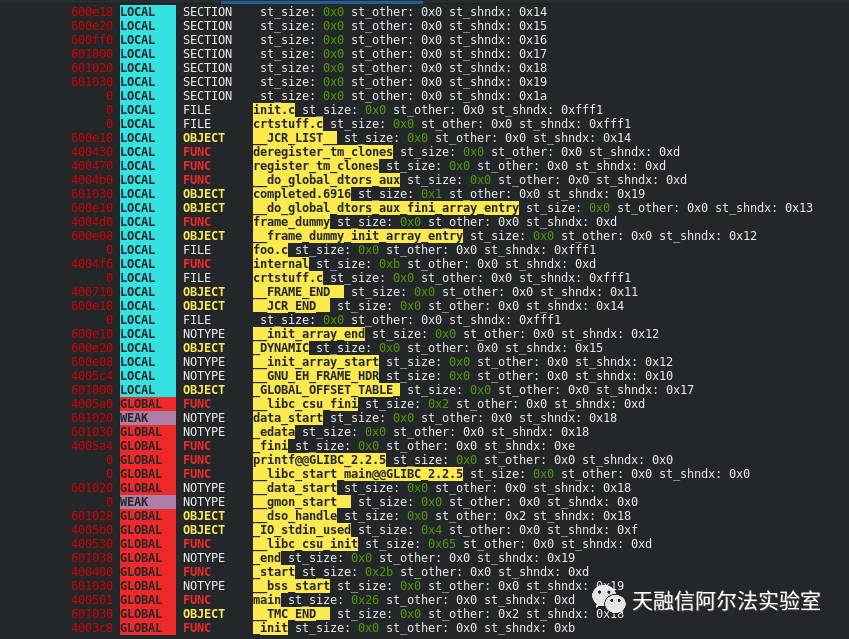 600e18 LOCAL SECTION st_size: 0x0 st_other: 0x0 st_shndx: 0x14
600e20 LOCAL SECTION st_size: 0x0 st_other: 0x0 st_shndx: 0x15
600ff0 LOCAL SECTION st_size: 0x0 st_other: 0x0 st_shndx: 0x16
601000 LOCAL SECTION st_size: 0x0 st_other: 0x0 st_shndx: 0x17
601020 LOCAL SECTION st_size: 0x0 st_other: 0x0 st_shndx: 0x18
601030 LOCAL SECTION st_size: 0x0 st_other: 0x0 st_shndx: 0x19
0 LOCAL SECTION st_size: 0x0 st_other: 0x0 st_shndx: 0x1a
0 LOCAL FILE init.c st_size: 0x0 st_other: 0x0 st_shndx: 0xfff1
0 LOCAL FILE crtstuff.c st_size: 0x0 st_other: 0x0 st_shndx: 0xfff1
600e18 LOCAL OBJECT __JCR_LIST__ st_size: 0x0 st_other: 0x0 st_shndx: 0x14
400430 LOCAL FUNC deregister_tm_clones st_size: 0x0 st_other: 0x0 st_shndx: 0xd
400470 LOCAL FUNC register_tm_clones st_size: 0x0 st_other: 0x0 st_shndx: 0xd
4004b0 LOCAL FUNC __do_global_dtors_aux st_size: 0x0 st_other: 0x0 st_shndx: 0xd
601030 LOCAL OBJECT completed.6916 st_size: 0x1 st_other: 0x0 st_shndx: 0x19
600e10 LOCAL OBJECT __do_global_dtors_aux_fini_array_entry st_size: 0x0 st_other: 0x0 st_shndx: 0x13
4004d0 LOCAL FUNC frame_dummy st_size: 0x0 st_other: 0x0 st_shndx: 0xd
600e08 LOCAL OBJECT __frame_dummy_init_array_entry st_size: 0x0 st_other: 0x0 st_shndx: 0x12
0 LOCAL FILE foo.c st_size: 0x0 st_other: 0x0 st_shndx: 0xfff1
4004f6 LOCAL FUNC internal st_size: 0xb st_other: 0x0 st_shndx: 0xd
0 LOCAL FILE crtstuff.c st_size: 0x0 st_other: 0x0 st_shndx: 0xfff1
400710 LOCAL OBJECT __FRAME_END__ st_size: 0x0 st_other: 0x0 st_shndx: 0x11
600e18 LOCAL OBJECT __JCR_END__ st_size: 0x0 st_other: 0x0 st_shndx: 0x14
0 LOCAL FILE st_size: 0x0 st_other: 0x0 st_shndx: 0xfff1
600e10 LOCAL NOTYPE __init_array_end st_size: 0x0 st_other: 0x0 st_shndx: 0x12
600e20 LOCAL OBJECT _DYNAMIC st_size: 0x0 st_other: 0x0 st_shndx: 0x15
600e08 LOCAL NOTYPE __init_array_start st_size: 0x0 st_other: 0x0 st_shndx: 0x12
4005c4 LOCAL NOTYPE __GNU_EH_FRAME_HDR st_size: 0x0 st_other: 0x0 st_shndx: 0x10
601000 LOCAL OBJECT _GLOBAL_OFFSET_TABLE_ st_size: 0x0 st_other: 0x0 st_shndx: 0x17
4005a0 GLOBAL FUNC __libc_csu_fini st_size: 0x2 st_other: 0x0 st_shndx: 0xd
601020 WEAK NOTYPE data_start st_size: 0x0 st_other: 0x0 st_shndx: 0x18
601030 GLOBAL NOTYPE _edata st_size: 0x0 st_other: 0x0 st_shndx: 0x18
4005a4 GLOBAL FUNC _fini st_size: 0x0 st_other: 0x0 st_shndx: 0xe
0 GLOBAL FUNC printf@@GLIBC_2.2.5 st_size: 0x0 st_other: 0x0 st_shndx: 0x0
0 GLOBAL FUNC __libc_start_main@@GLIBC_2.2.5 st_size: 0x0 st_other: 0x0 st_shndx: 0x0
601020 GLOBAL NOTYPE __data_start st_size: 0x0 st_other: 0x0 st_shndx: 0x18
0 WEAK NOTYPE __gmon_start__ st_size: 0x0 st_other: 0x0 st_shndx: 0x0
601028 GLOBAL OBJECT __dso_handle st_size: 0x0 st_other: 0x2 st_shndx: 0x18
4005b0 GLOBAL OBJECT _IO_stdin_used st_size: 0x4 st_other: 0x0 st_shndx: 0xf
400530 GLOBAL FUNC __libc_csu_init st_size: 0x65 st_other: 0x0 st_shndx: 0xd
601038 GLOBAL NOTYPE _end st_size: 0x0 st_other: 0x0 st_shndx: 0x19
400400 GLOBAL FUNC _start st_size: 0x2b st_other: 0x0 st_shndx: 0xd
601030 GLOBAL NOTYPE __bss_start st_size: 0x0 st_other: 0x0 st_shndx: 0x19
400501 GLOBAL FUNC main st_size: 0x26 st_other: 0x0 st_shndx: 0xd
601030 GLOBAL OBJECT __TMC_END__ st_size: 0x0 st_other: 0x2 st_shndx: 0x18
4003c8 GLOBAL FUNC _init st_size: 0x0 st_other: 0x0 st_shndx: 0xb
天融信阿尔法实验室